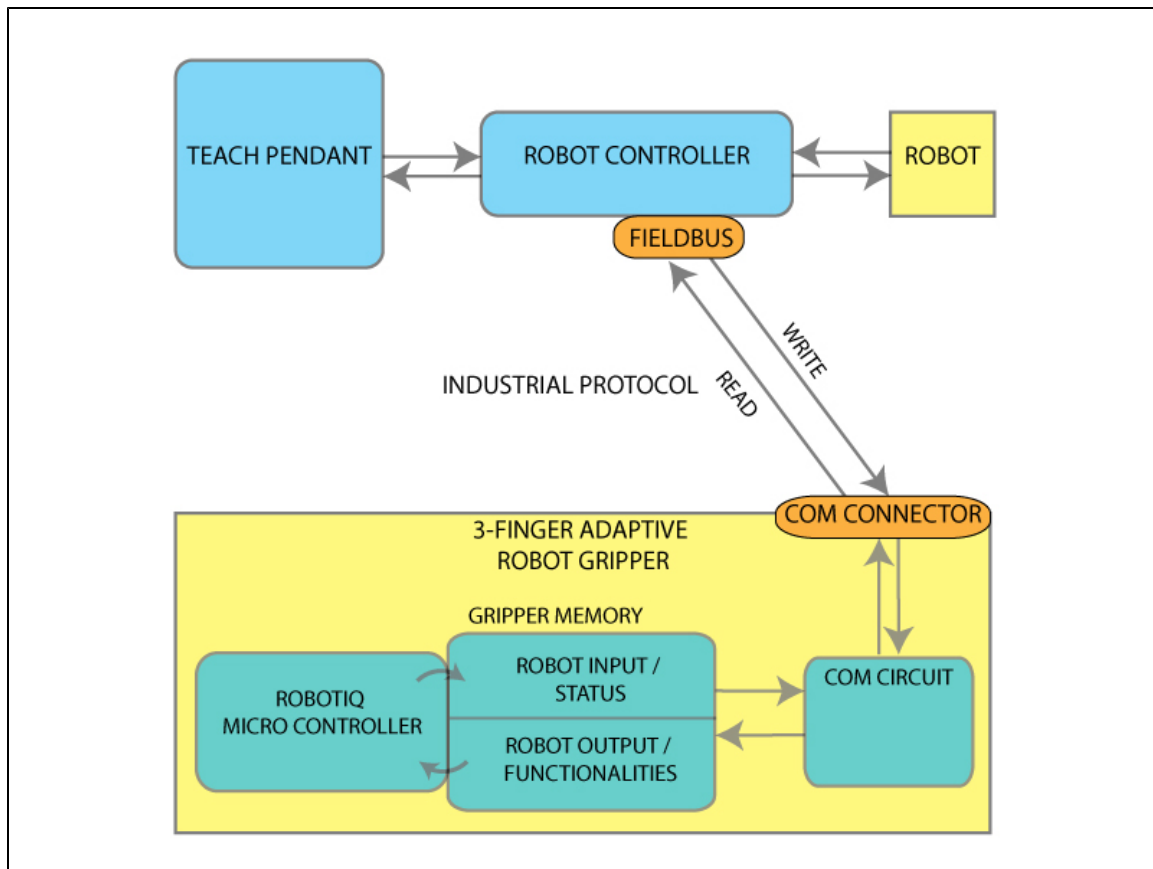 TEACH PENDANT
ROBOT CONTROLLER
ROBOT
FIELDBUS
WRITE
INDUSTRIAL PROTOCOL
READ
COM CONNECTOR
3-FINGER ADAPTIVE
ROBOT GRIPPER
GRIPPER MEMORY
ROBOT INPUT /
STATUS
COM CIRCUIT
ROBOTIQ
MICRO CONTROLLER
ROBOT OUTPUT /
FUNCTIONALITIES